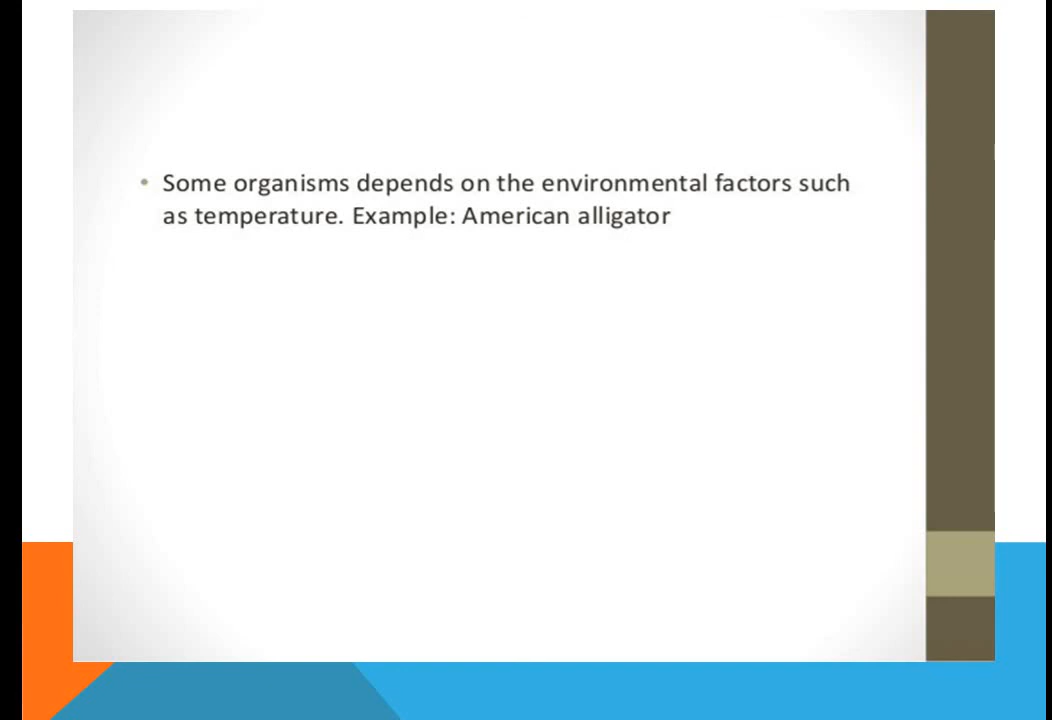 • Some organisms depends on the environmental factors such
as temperature. Example: American alligator